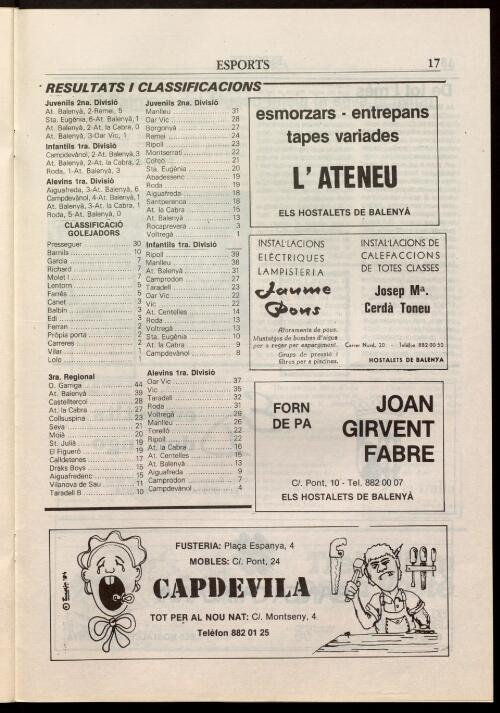 ESPORTS
17
RESULTATS I CLASSIFICACIONS
Juvenils 2na. Divisió
At. Balenyà, 2-Remei, 5
Sta. Eugènia, 6-At. Balenyà, 1
At. Balenyà, 2-At. la Cabra, 0
At. Balenyà, 3-Oar Vic, 1
Infantils 1ra. Divisió
Campdevànol, 2-At. Balenyà, 3
At. Balenyà, 2-At. la Cabra, 2
Roda, 1-At. Balenyà, 3
Alevins 1ra. Divisió
Aiguafreda, 3-At. Balenyà, 6
Campdevànol, 4-At. Balenyà, 1
At. Balenyà, 3-At. la Cabra, 1
Roda, 5-At. Balenyà, 0
CLASSIFICACIÓ
GOLEJADORS
Presseguer 30
Barnils 10
Garcia 7
Richard 7
Molet I 7
Lentorn 5
Farrés 5
Canet 3
Balbín 3
Edi 3
Ferran 2
Pròpia porta 2
Carreres 2
Vilar 1
Lolo 1
3ra. Regional
O. Garriga 44
At. Balenyà 39
Castellterçol 28
At. la Cabra 27
Collsuspina 23
Seva 21
Moià 20
St. Julià 19
El Figueró 19
Calldetenes 17
Draks Boys 15
Aiguafredenc 15
Vilanova de Sau 11
Taradell B 10
Juvenils 2na. Divisió
Manlleu 31
Oar Vic 28
Borgonyà 27
Remei 24
Ripoll 23
Montserratí 22
Collcó 21
Sta. Eugènia 20
Abadessenc 19
Roda 19
Aiguafreda 18
Santperenca 18
At. la Cabra 15
At. Balenyà 13
Rocaprevera 3
Voltregà 1
Infantils 1ra. Divisió
Ripoll 39
Manlleu 36
At. Balenyà 31
Camprodon 27
Taradell 23
Oar Vic 22
Vic 22
At. Centelles 14
Roda 13
Voltregà 13
Sta. Eugènia 10
At. la Cabra 9
Campdevànol 8
Alevins 1ra. Divisió
Oar Vic 37
Vic 35
Taradell 32
Roda 31
Voltregà 29
Manlleu 26
Torelló 22
Ripoll 22
At. la Cabra 16
At. Centelles 15
At. Balenyà 13
Aiguafreda 9
Camprodon 7
Campdevànol 4
esmorzars - entrepans
tapes variades
L'ATENEU
ELS HOSTALETS DE BALENYÀ
INSTAL·LACIONS
ELÈCTRIQUES
LAMPISTERIA
Jaume
Pons
Aforaments de pous.
Muntatges de bombes d'aigua
per a regar per aspargiment.
Grups de pressió i
filtres per a piscines.
INSTAL·LACIONS DE
CALEFACCIONS
DE TOTES CLASSES
Josep Mª.
Cerdà Toneu
Carrer Nord, 20 - Telèfon 882 00 50
HOSTALETS DE BALENYÀ
FORN
DE PA
JOAN
GIRVENT
FABRE
C/. Pont, 10 - Tel. 882 00 07
ELS HOSTALETS DE BALENYÀ
FUSTERIA: Plaça Espanya, 4
MOBLES: C/. Pont, 24
CAPDEVILA
TOT PER AL NOU NAT: C/. Montseny, 4
Telèfon 882 01 25